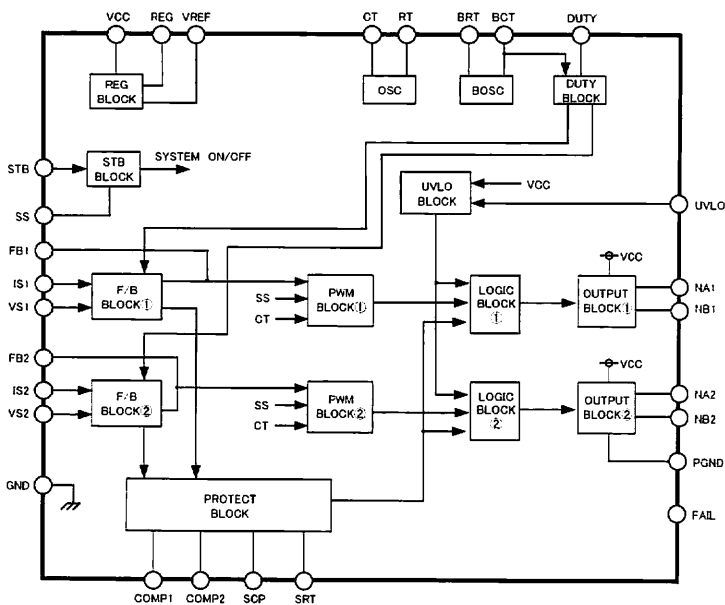 VCC REG VREF CT RT BRT BCT DUTY
REG
BLOCK
OSC
BOSC
DUTY
BLOCK
STB
STB
BLOCK
SYSTEM ON/OFF
SS
UVLO
BLOCK
VCC
UVLO
FB1
IS1
VS1
F/B
BLOCK①
SS
CT
PWM
BLOCK①
LOGIC
BLOCK
①
VCC
OUTPUT
BLOCK①
NA1
NB1
FB2
IS2
VS2
F/B
BLOCK②
SS
CT
PWM
BLOCK②
LOGIC
BLOCK
②
VCC
OUTPUT
BLOCK②
NA2
NB2
PGND
GND
PROTECT
BLOCK
FAIL
COMP1 COMP2 SCP SRT